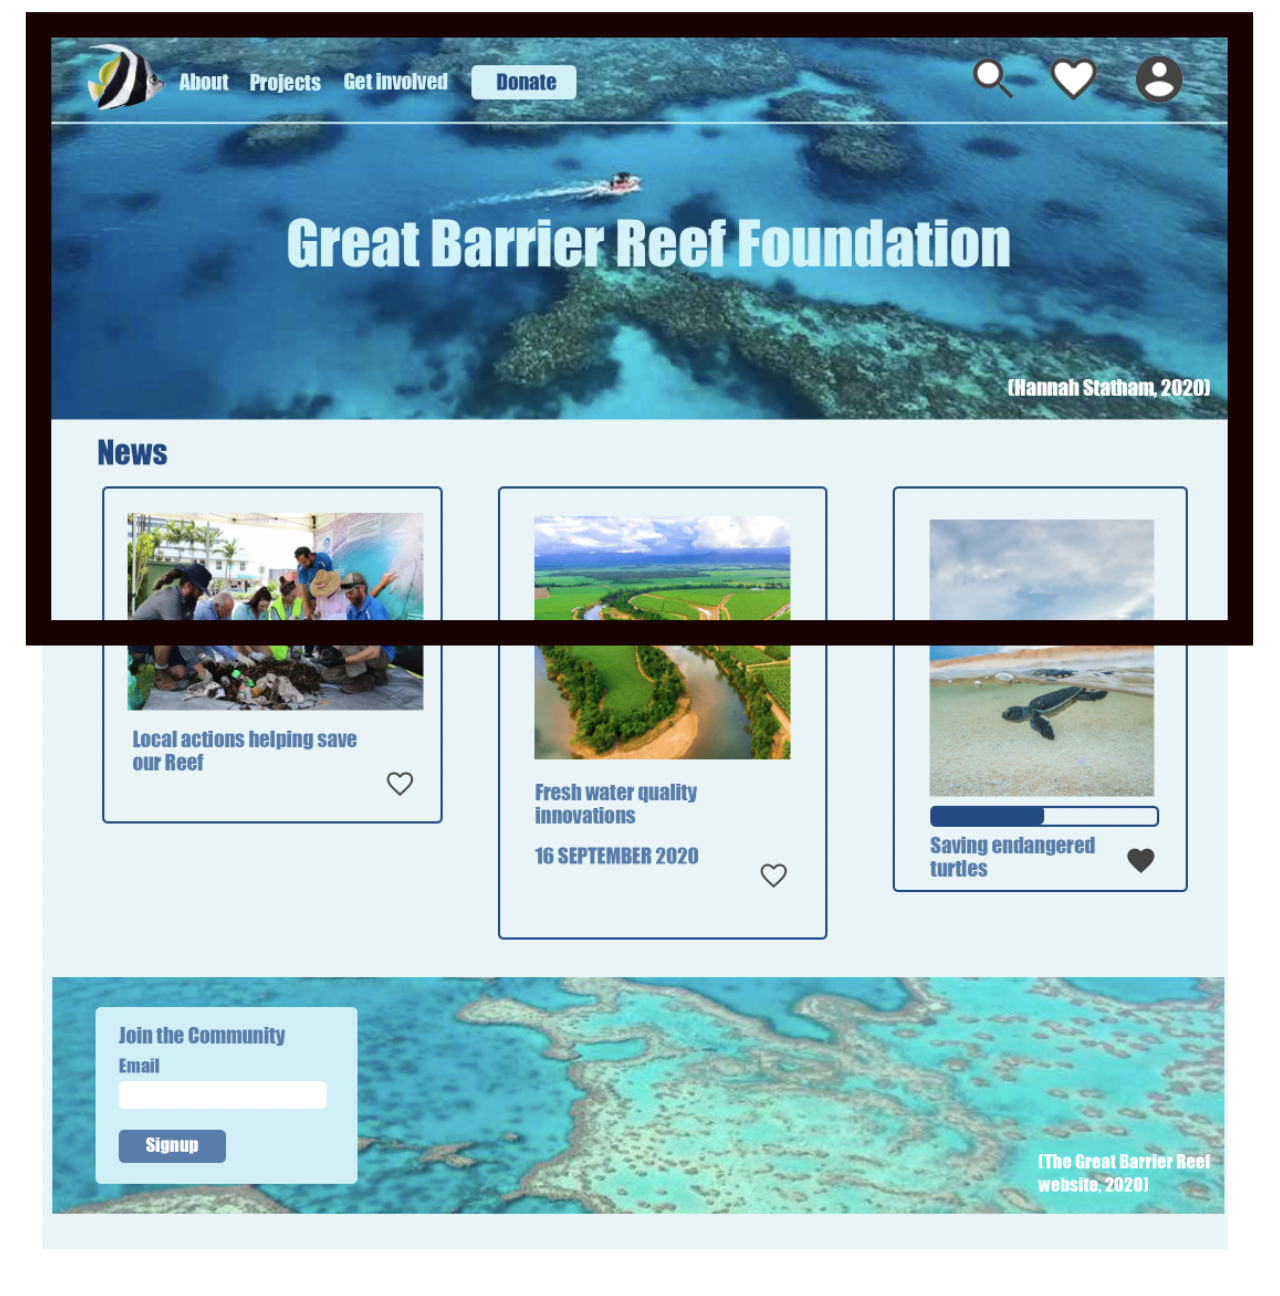 About Projects Get involved Donate
Great Barrier Reef Foundation
(Hannah Statham, 2020)
News
Local actions helping save
our Reef
Fresh water quality
innovations
16 SEPTEMBER 2020
Saving endangered
turtles
Join the Community
Email
Signup
(The Great Barrier Reef
website, 2020)